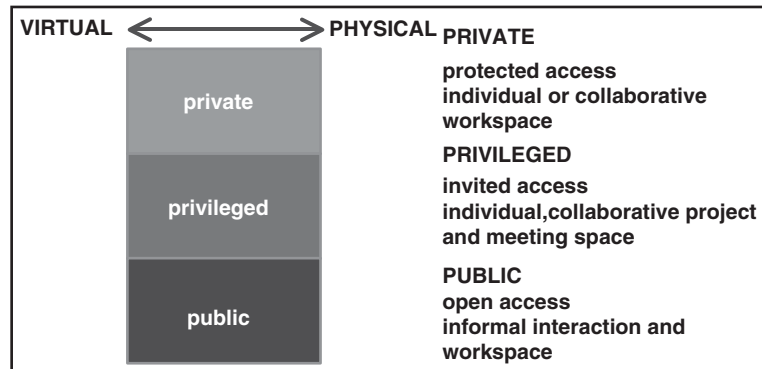 VIRTUAL
PHYSICAL
private
privileged
public
PRIVATE
protected access
individual or collaborative
workspace
PRIVILEGED
invited access
individual,collaborative project
and meeting space
PUBLIC
open access
informal interaction and
workspace